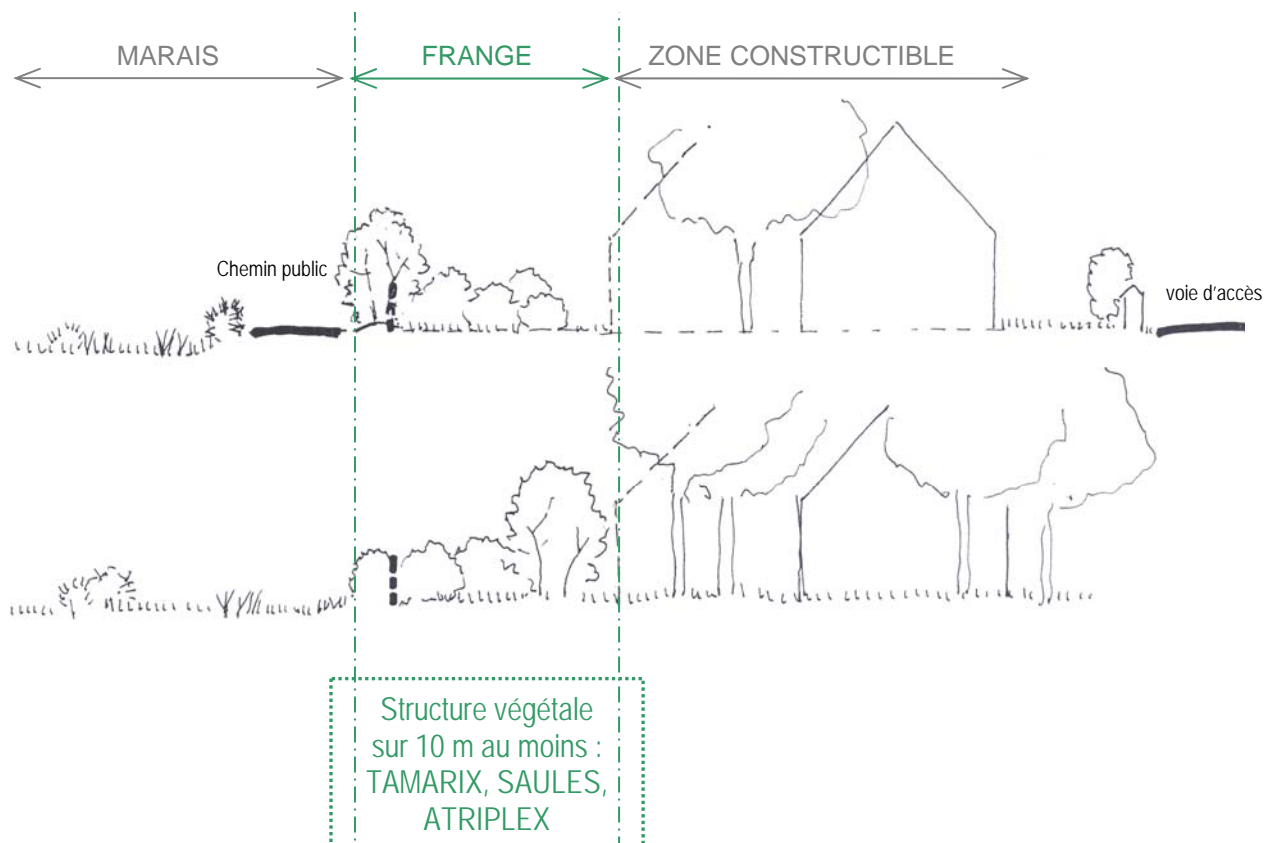 MARAIS
FRANGE
ZONE CONSTRUCTIBLE
Chemin public
voie d'accès
Structure végétale
sur 10 m au moins :
TAMARIX, SAULES,
ATRIPLEX